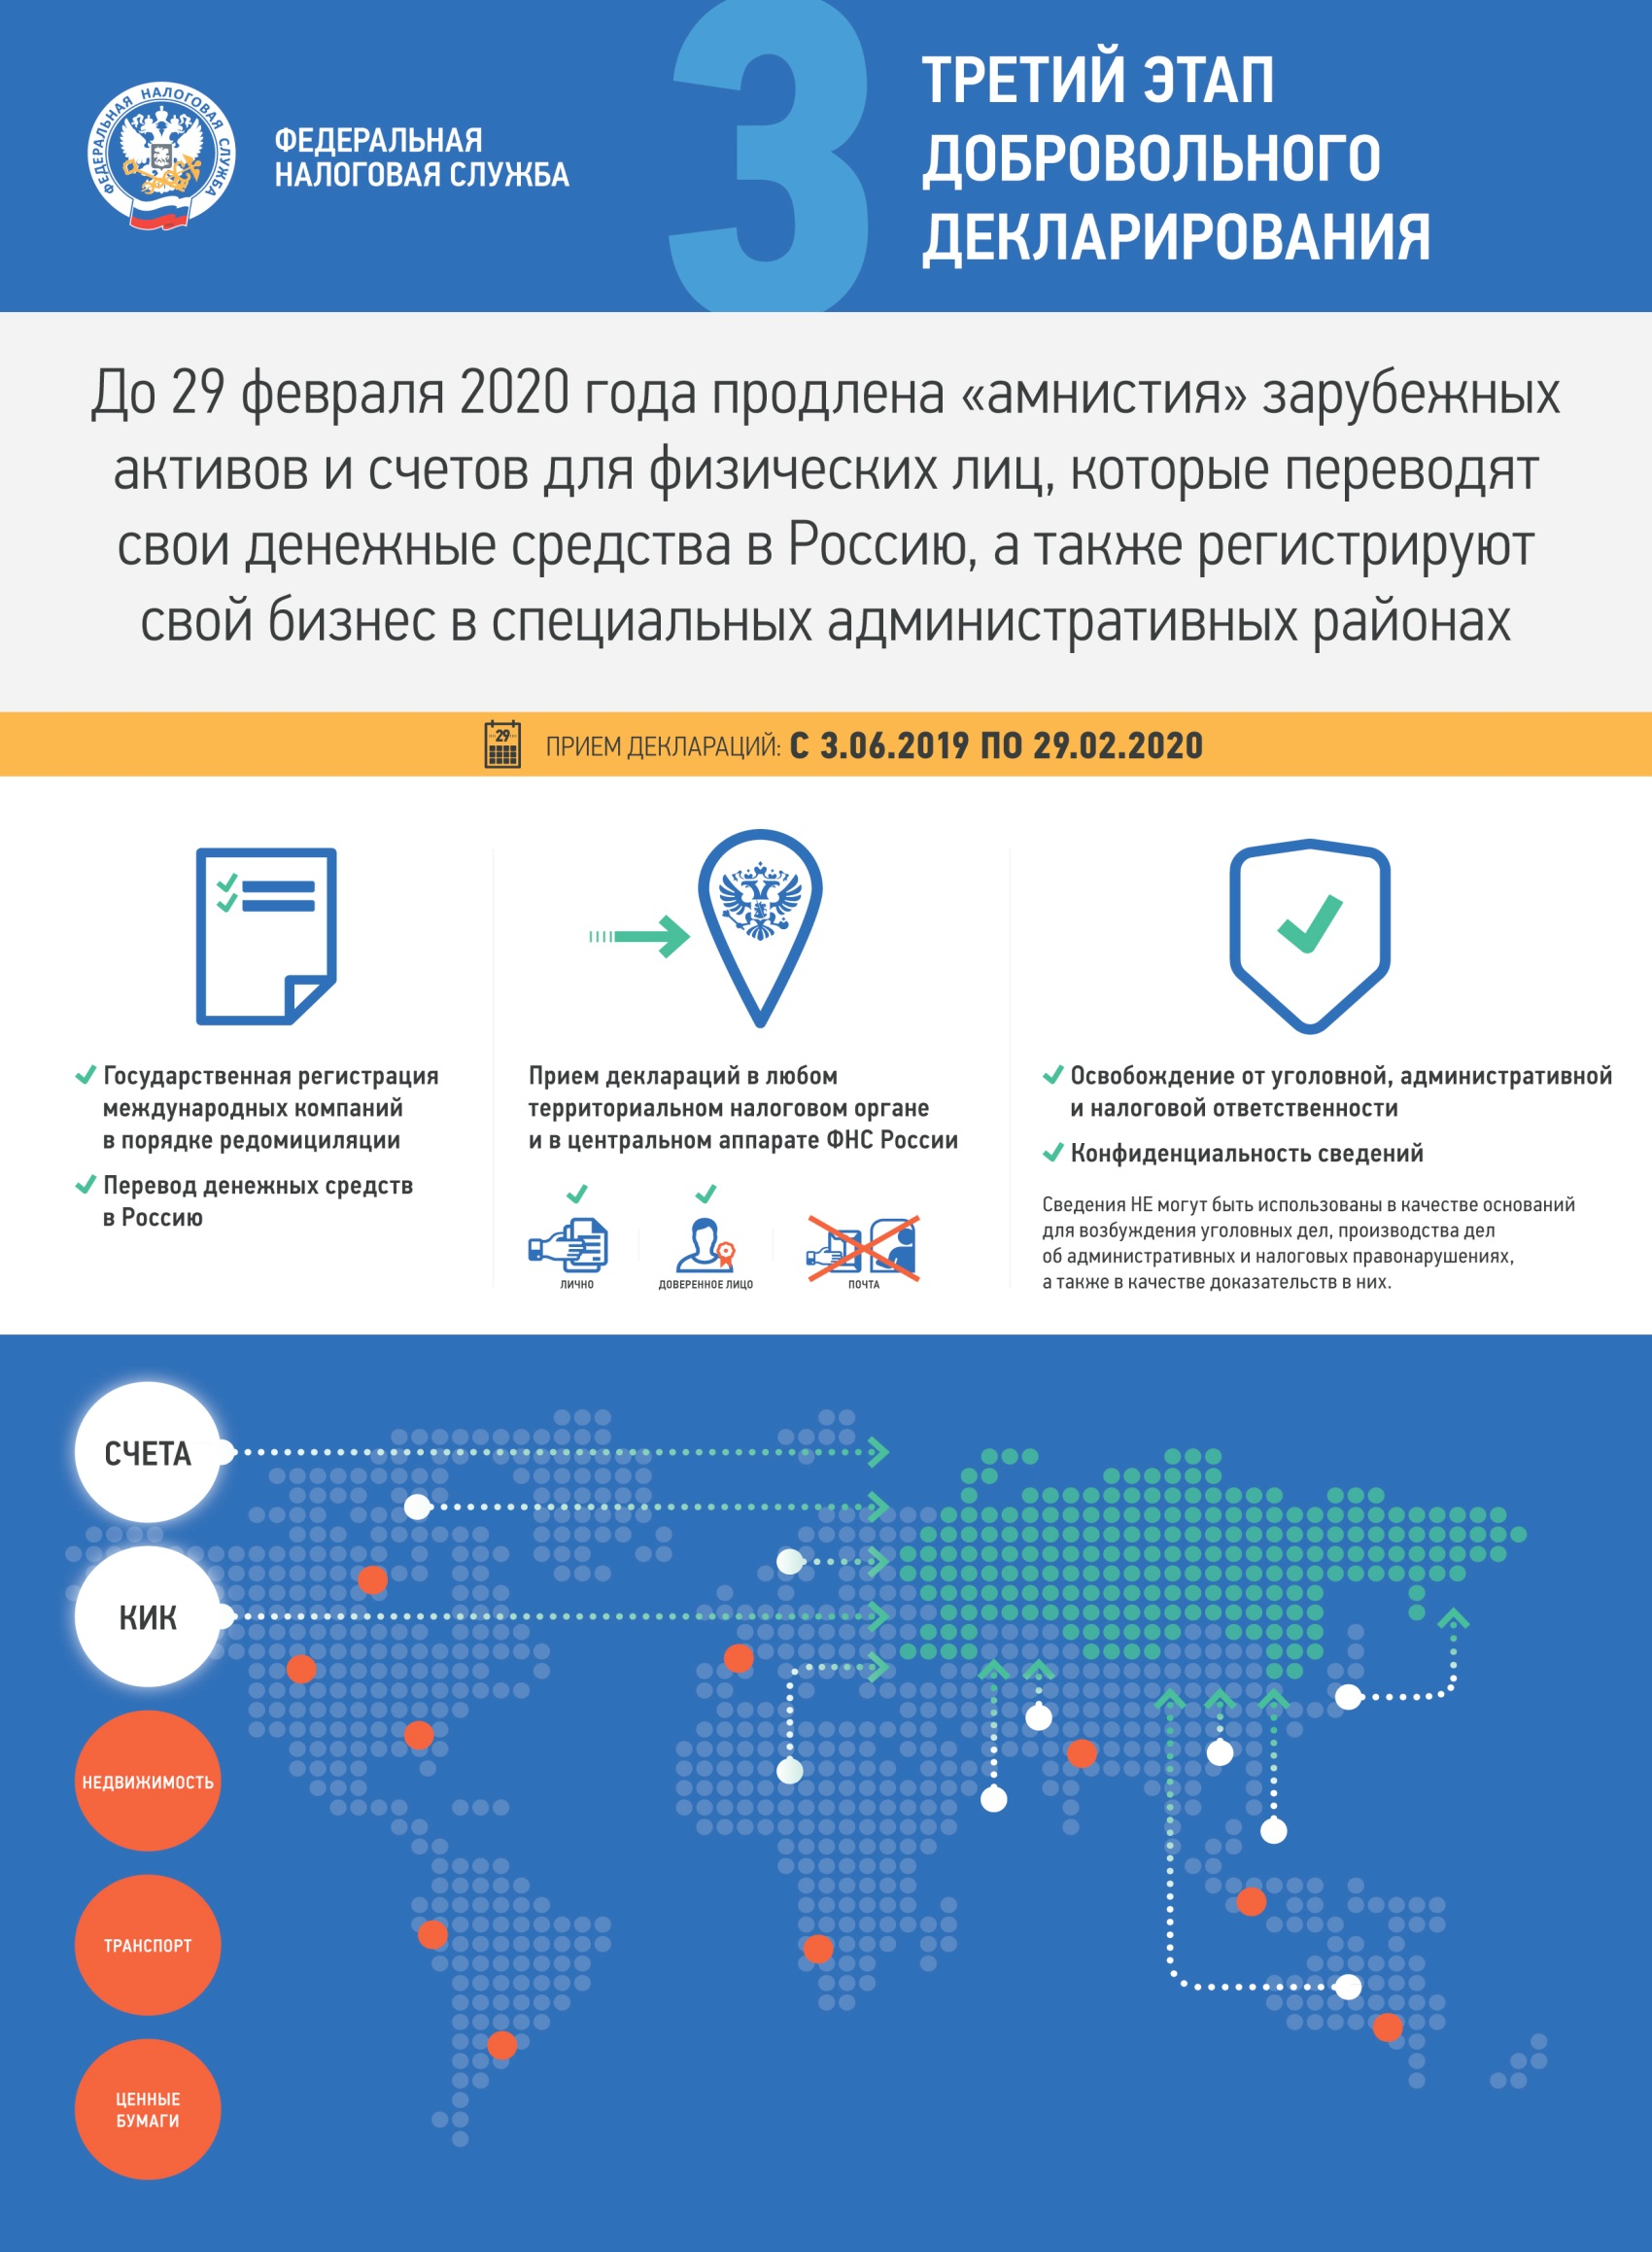 ФЕДЕРАЛЬНАЯ НАЛОГОВАЯ СЛУЖБА
ФЕДЕРАЛЬНАЯ
НАЛОГОВАЯ СЛУЖБА
3
ТРЕТИЙ ЭТАП
ДОБРОВОЛЬНОГО
ДЕКЛАРИРОВАНИЯ
До 29 февраля 2020 года продлена «амнистия» зарубежных
активов и счетов для физических лиц, которые переводят
свои денежные средства в Россию, а также регистрируют
свой бизнес в специальных административных районах
29
ПРИЕМ ДЕКЛАРАЦИЙ: С 3.06.2019 ПО 29.02.2020
Государственная регистрация
международных компаний
в порядке редомициляции
Перевод денежных средств
в Россию
Прием деклараций в любом
территориальном налоговом органе
и в центральном аппарате ФНС России
ЛИЧНО
ДОВЕРЕННОЕ ЛИЦО
ПОЧТА
Освобождение от уголовной, административной
и налоговой ответственности
Конфиденциальность сведений
Сведения НЕ могут быть использованы в качестве оснований
для возбуждения уголовных дел, производства дел
об административных и налоговых правонарушениях,
а также в качестве доказательств в них.
СЧЕТА
КИК
НЕДВИЖИМОСТЬ
ТРАНСПОРТ
ЦЕННЫЕ
БУМАГИ